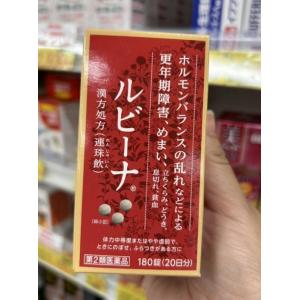 ホルモンバランスの乱れなどによる
更年期障害、めまい、
立ちくらみ、どうき、
息切れ、貧血
ルビーナ®
漢方処方(連珠飲)
体力中等度またはやや虚弱で、
ときにのぼせ、ふらつきがある方に
第2類医薬品
180錠(20日分)